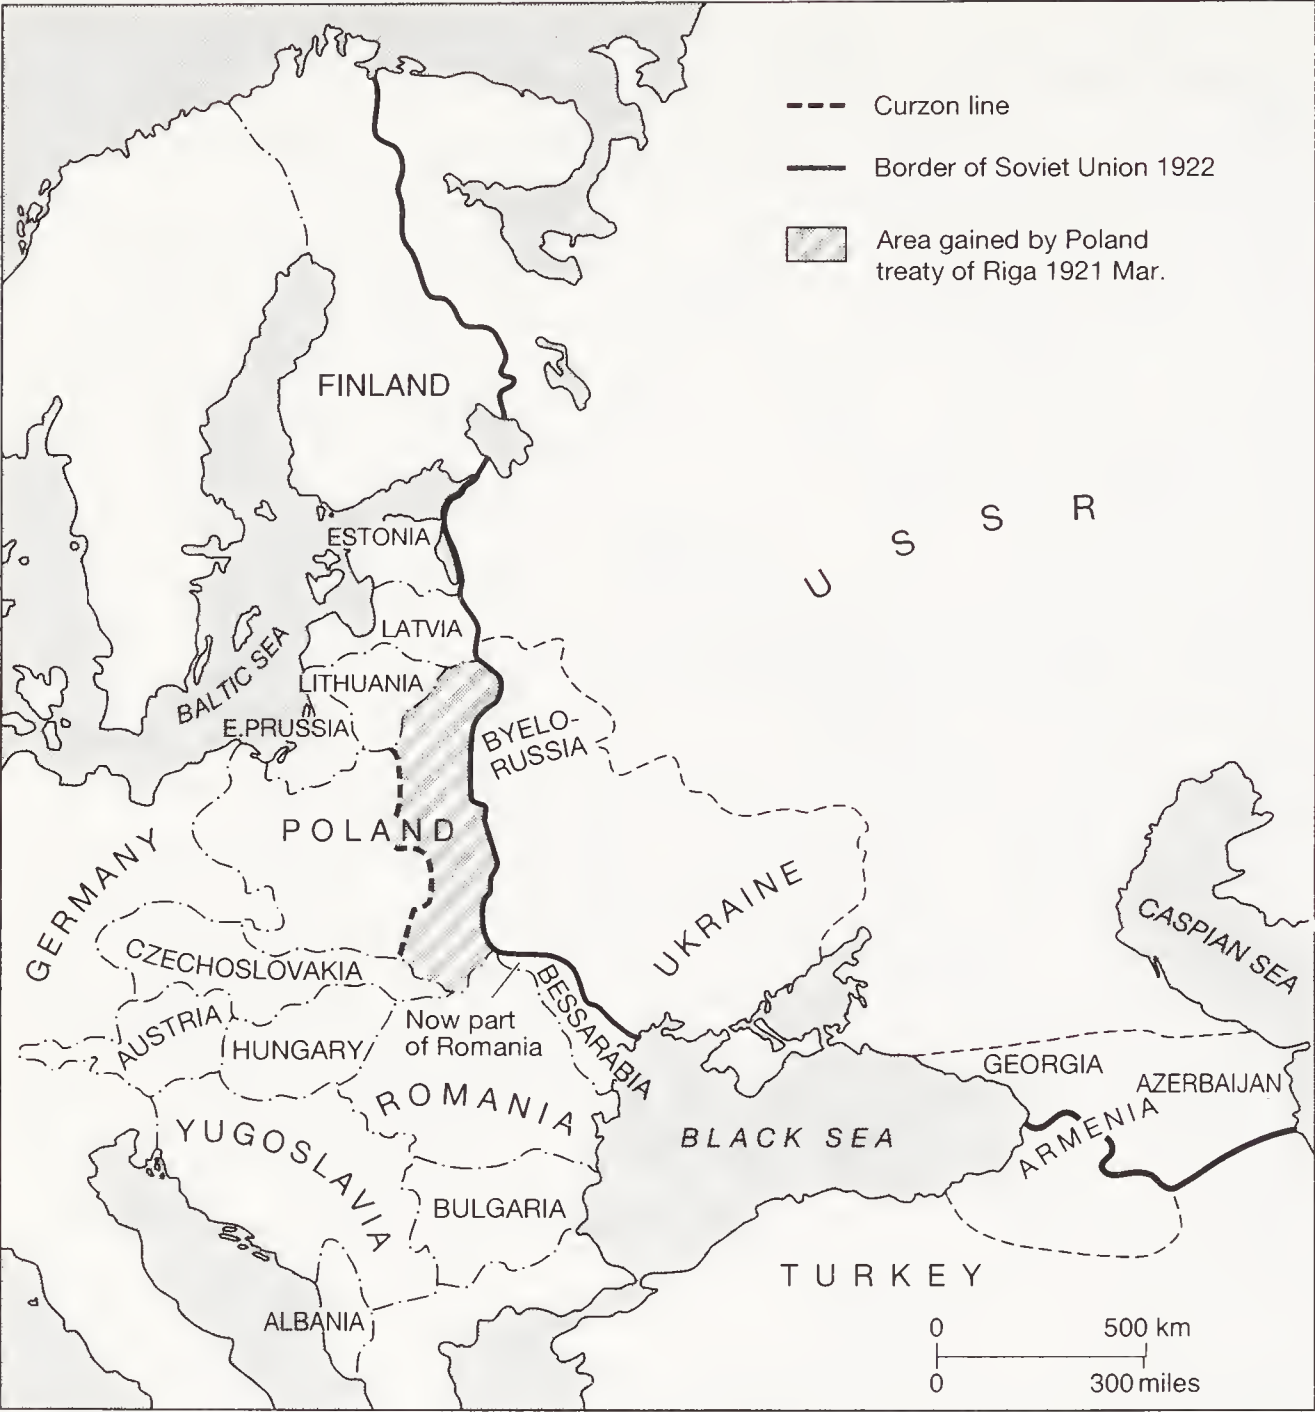 Curzon line
Border of Soviet Union 1922
Area gained by Poland
treaty of Riga 1921 Mar.
FINLAND
U S S R
ESTONIA
LATVIA
BALTIC SEA
LITHUANIA
E.PRUSSIA
BYELO-
RUSSIA
POLAND
GERMANY
UKRAINE
CASPIAN SEA
CZECHOSLOVAKIA
BESSARABIA
AUSTRIA
HUNGARY
Now part
of Romania
ROMANIA
GEORGIA
AZERBAIJAN
ARMENIA
YUGOSLAVIA
BLACK SEA
BULGARIA
TURKEY
ALBANIA
0 500 km
0 300 miles